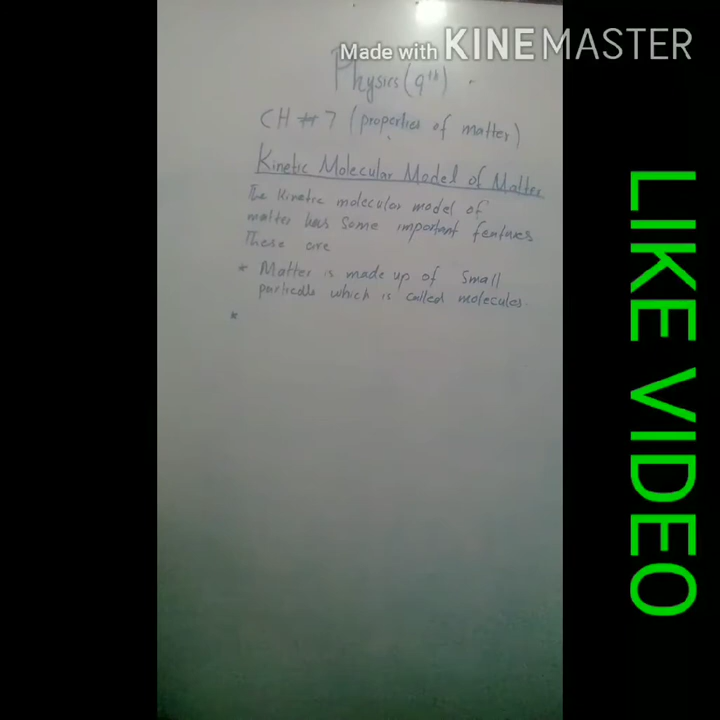 Made with KINEMASTER
Physics (9th)
CH # 7 (properties of matter)
Kinetic Molecular Model of Matter
The Kinetic molecular model of
matter has some important features
These are
* Matter is made up of small
which is called molecules.
*
LIKE VIDEO